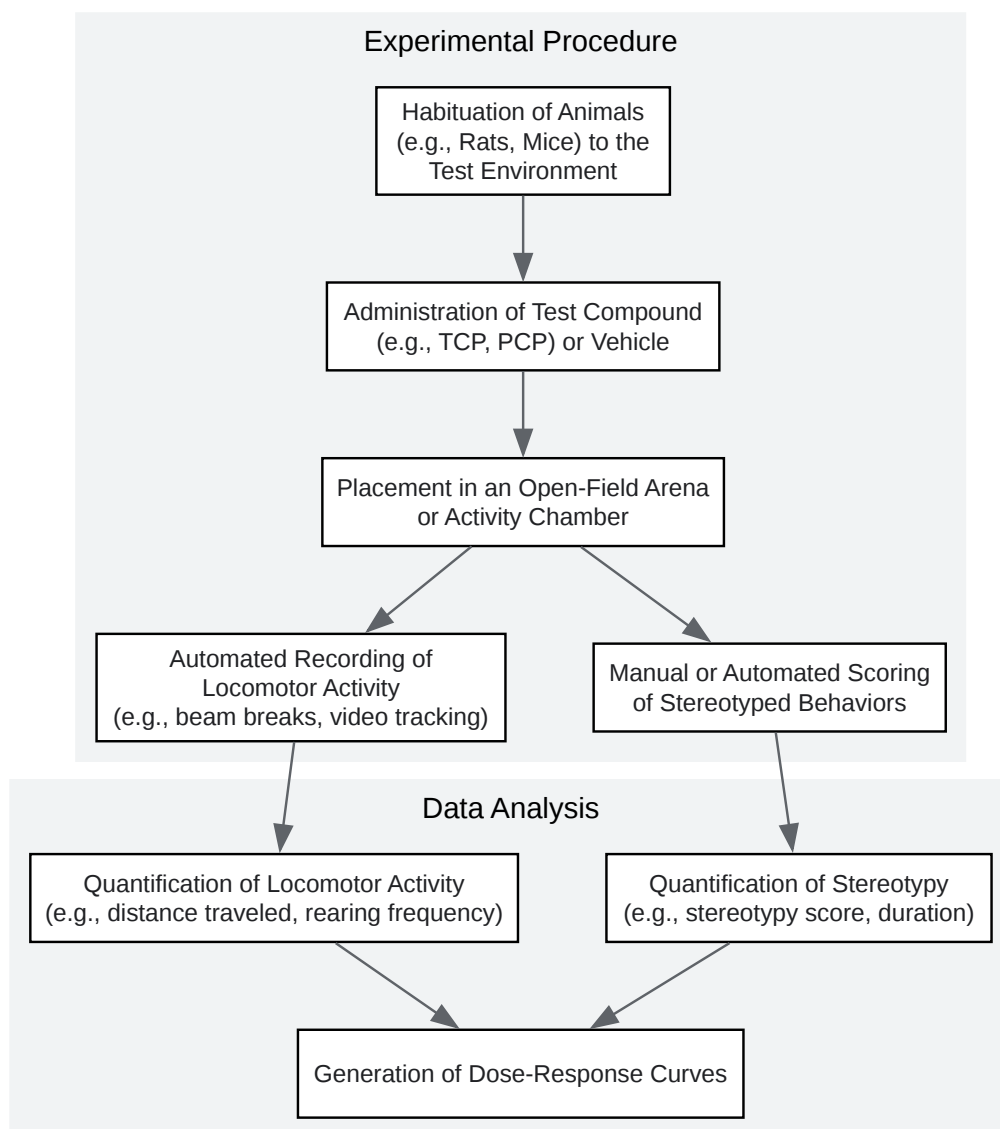 Experimental Procedure
Habituation of Animals
(e.g., Rats, Mice) to the
Test Environment
Administration of Test Compound
(e.g., TCP, PCP) or Vehicle
Placement in an Open-Field Arena
or Activity Chamber
Automated Recording of
Locomotor Activity
(e.g., beam breaks, video tracking)
Manual or Automated Scoring
of Stereotyped Behaviors
Data Analysis
Quantification of Locomotor Activity
(e.g., distance traveled, rearing frequency)
Quantification of Stereotypy
(e.g., stereotypy score, duration)
Generation of Dose-Response Curves